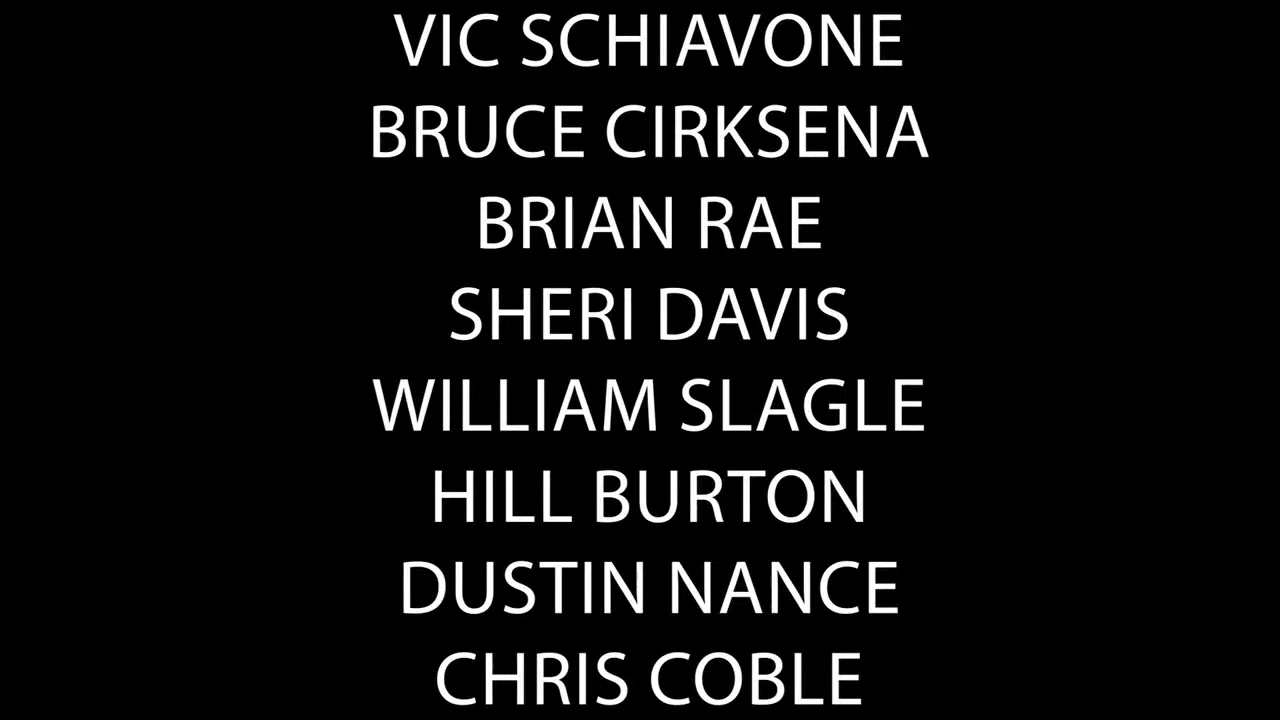 VIC SCHIAVONE
BRUCE CIRKSENA
BRIAN RAE
SHERI DAVIS
WILLIAM SLAGLE
HILL BURTON
DUSTIN NANCE
CHRIS COBLE